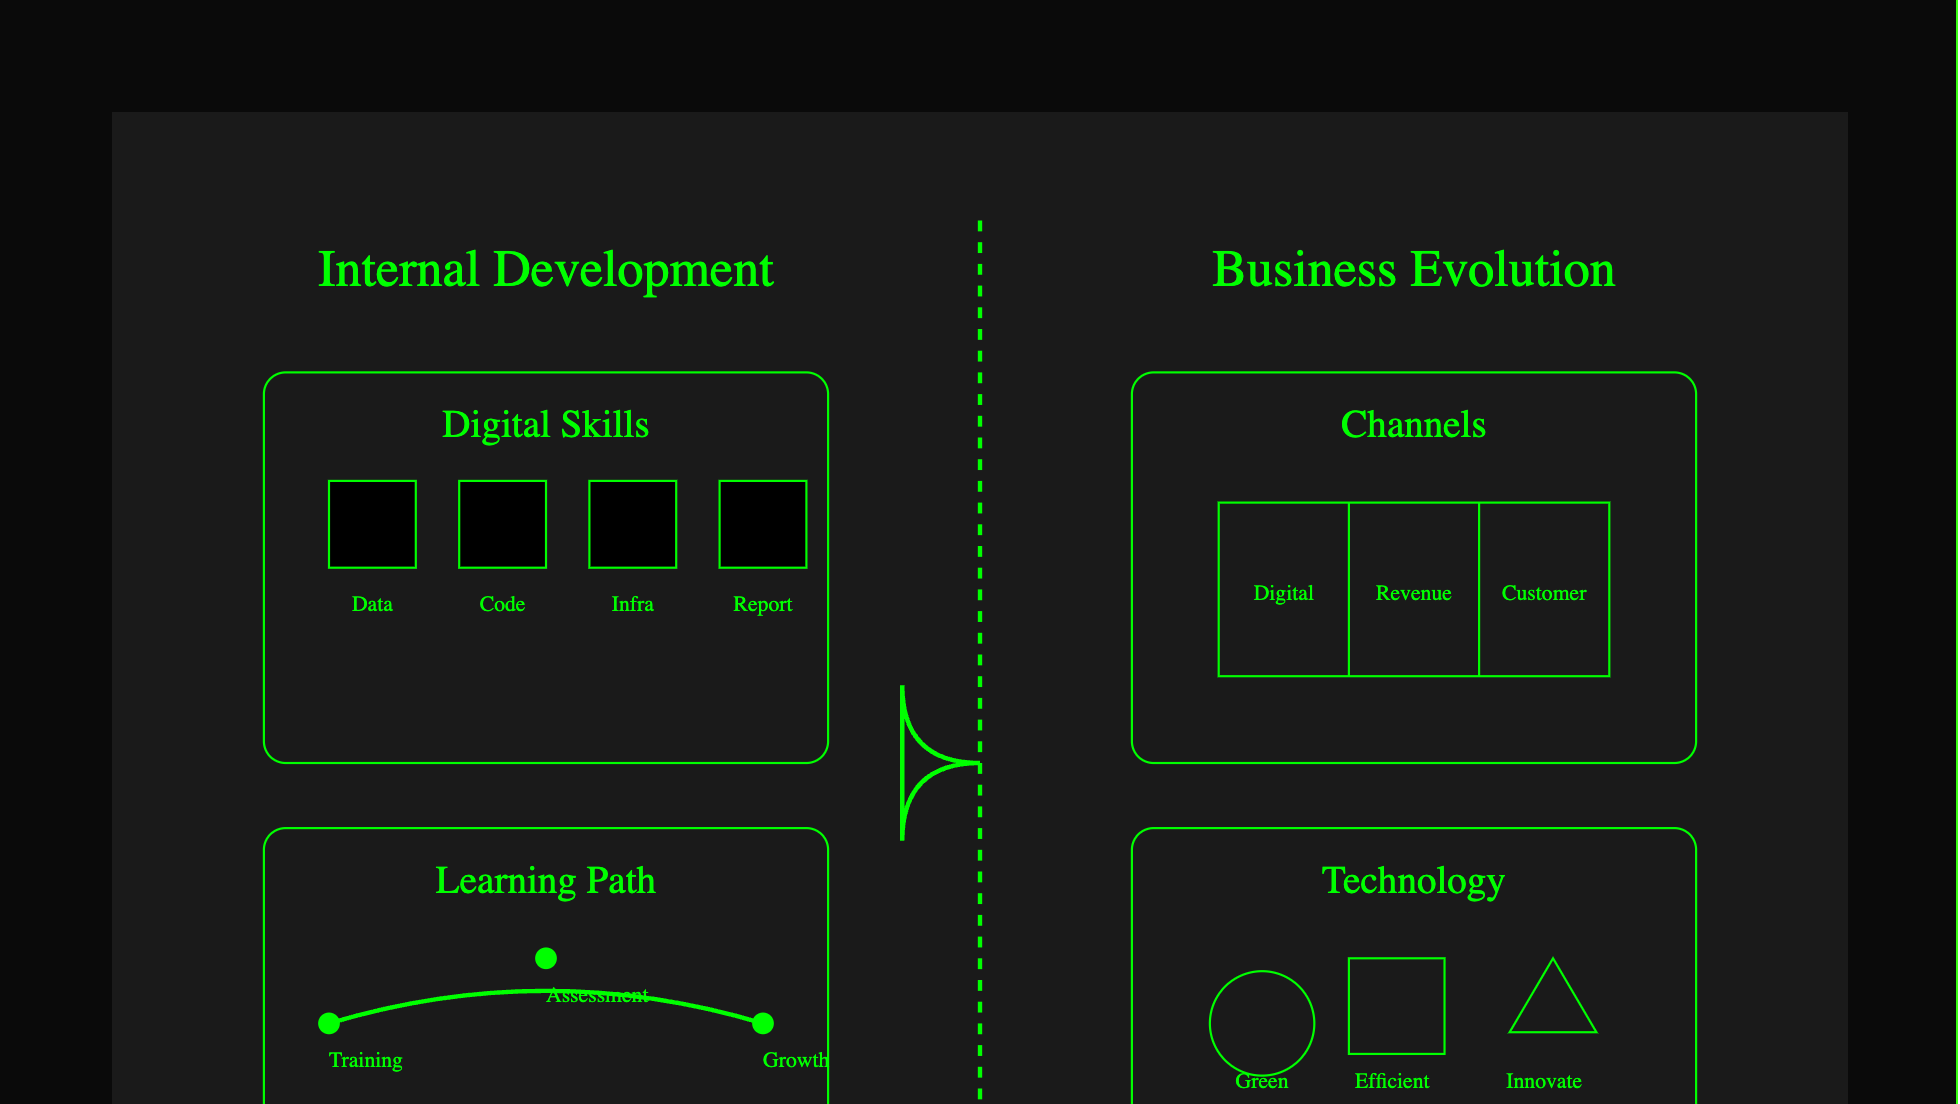 Internal Development
Digital Skills
Data
Code
Infra
Report
Learning Path
Assessment
Training
Growth
Business Evolution
Channels
Digital
Revenue
Customer
Technology
Green
Efficient
Innovate